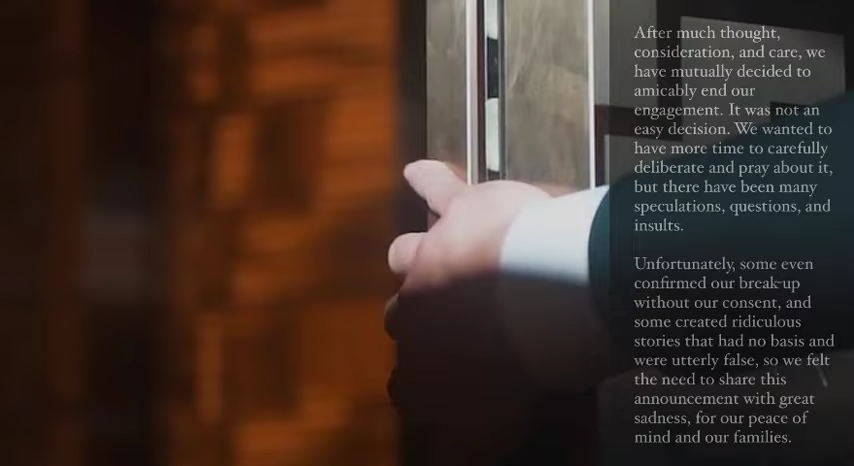 After much thought,
consideration, and care, we
have mutually decided to
amicably end our
engagement. It was not an
easy decision. We wanted to
have more time to carefully
deliberate and pray about it,
but there have been many
speculations, questions, and
insults.
Unfortunately, some even
confirmed our break-up
without our consent, and
some created ridiculous
stories that had no basis and
were utterly false, so we felt
the need to share this
announcement with great
sadness, for our peace of
mind and our families.